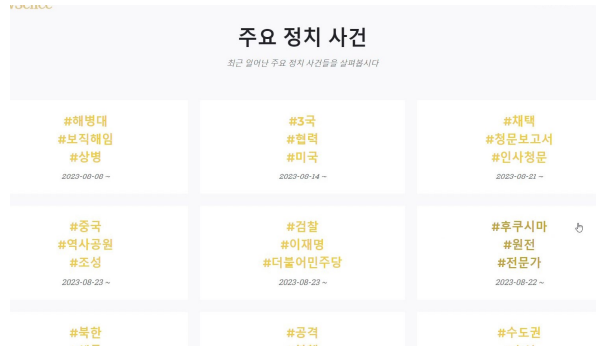 주요 정치 사건
최근 일어난 주요 정치 사건들을 살펴봅시다
#해병대
#보직해임
#상병
2023-08-08 ~
#3국
#협력
#미국
2023-08-14 ~
#채택
#청문보고서
#인사청문
2023-08-21 ~
#중국
#역사공원
#조성
2023-08-23 ~
#검찰
#이재명
#더불어민주당
2023-08-23 ~
#후쿠시마
#원전
#전문가
2023-08-22 ~
#북한
#공격
#수도권